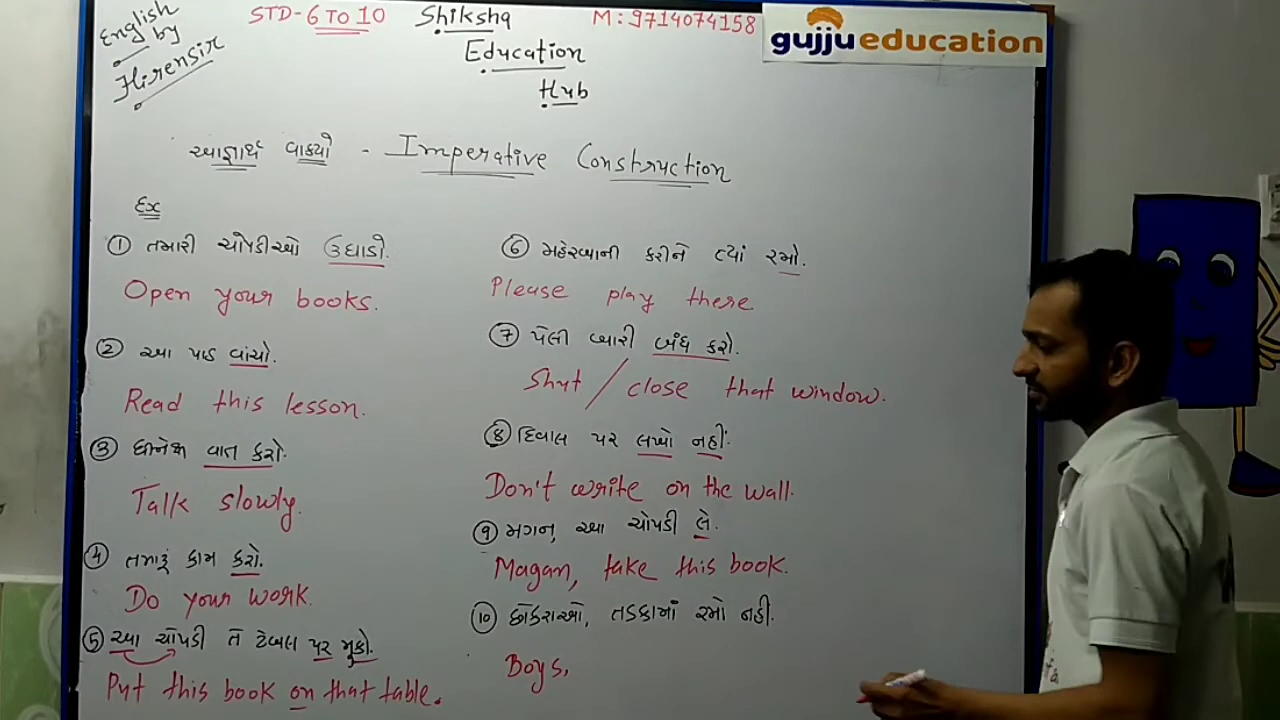 English
by
Hirensir
STD-6 TO 10
Shiksha
Education
Hub
M: 9714074158
gujjueducation
આજ્ઞાર્થ વાક્યો - Imperative Construction
Ex
① તમારી ચોપડીઓ ઉઘાડો.
Open your books.
② આ પાઠ વાંચો.
Read this lesson.
③ ધીમેથી વાત કરો.
Talk slowly.
④ તમારૂં કામ કરો.
Do your work.
⑤ આ ચોપડી તે ટેબલ પર મૂકો.
Put this book on that table.
⑥ મહેરબાની કરીને ત્યાં રમો.
Please play there
⑦ પેલી બારી બંધ કરો.
Shut / close that window.
⑧ દિવાલ પર લખો નહીં.
Don't write on the wall.
⑨ મગન, આ ચોપડી લે.
Magan, take this book.
⑩ છોકરાઓ, તડકામાં રમો નહી.
Boys,